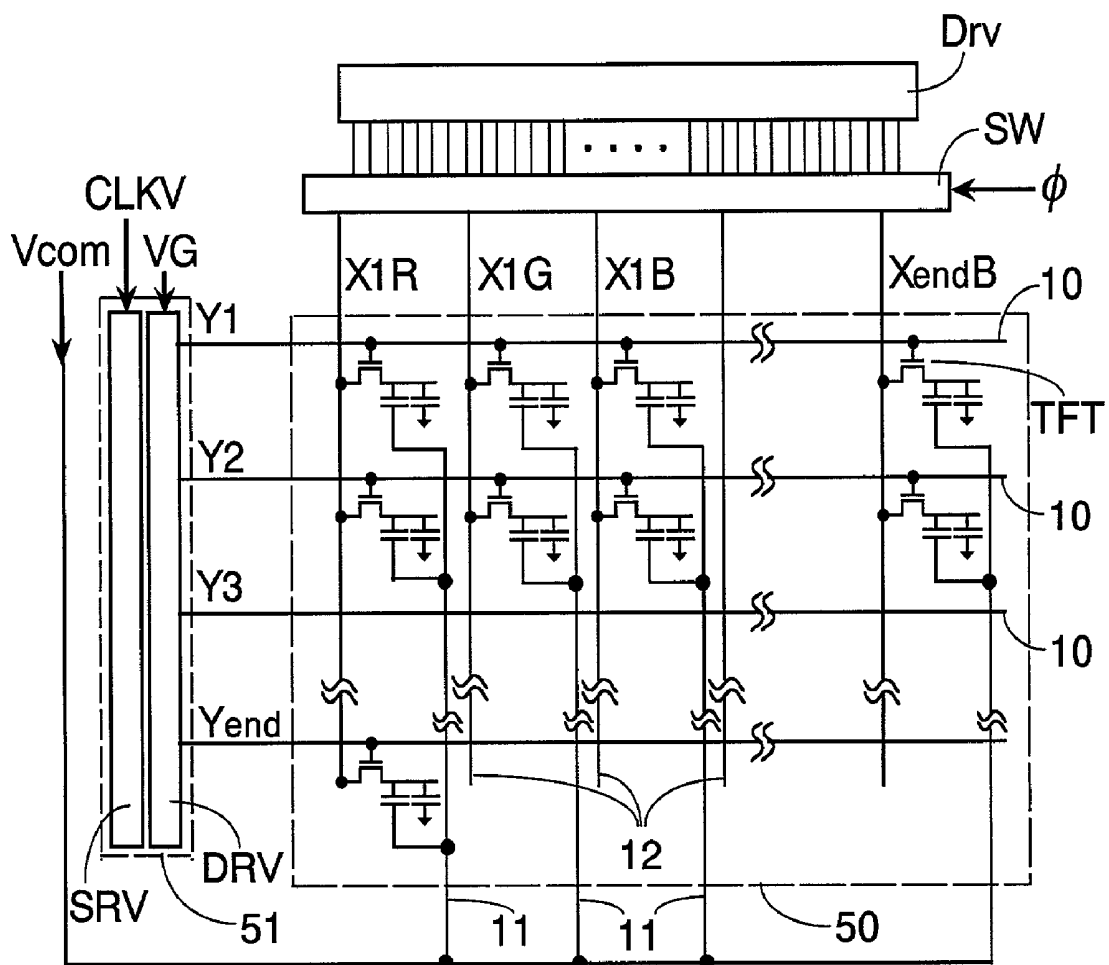 Drv
SW
ϕ
CLKV
Vcom VG
X1R X1G X1B XendB
10
Y1
TFT
Y2
10
Y3
10
Yend
12
SRV DRV
51 11 11 50